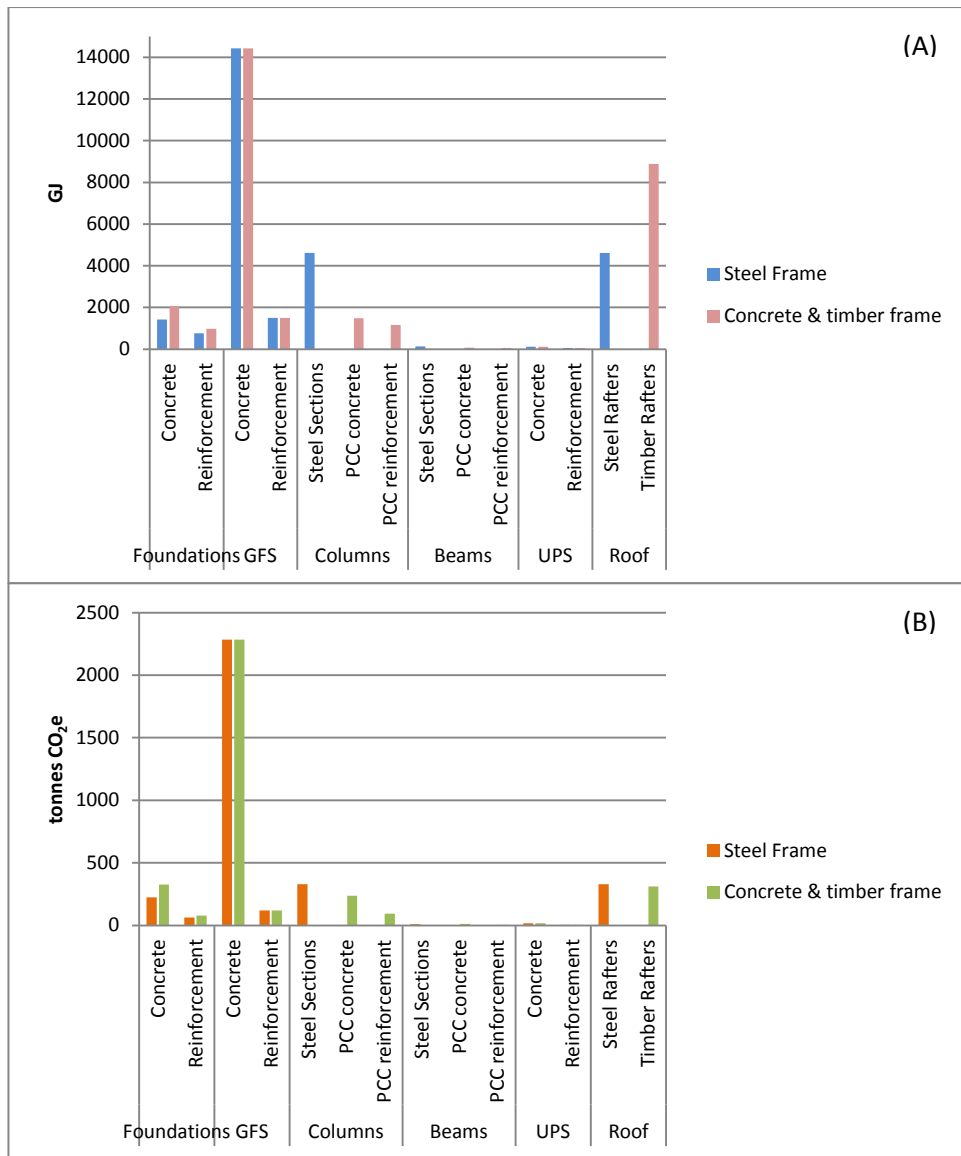 (A)
14000
12000
10000
8000
6000
4000
2000
0
GJ
Steel Frame
Concrete & timber frame
Concrete
Reinforcement
Concrete
Reinforcement
Steel Sections
PCC concrete
PCC reinforcement
Steel Sections
PCC concrete
PCC reinforcement
Concrete
Reinforcement
Steel Rafters
Timber Rafters
Foundations GFS Columns Beams UPS Roof
(B)
2500
2000
1500
1000
500
0
tonnes CO₂e
Steel Frame
Concrete & timber frame
Concrete
Reinforcement
Concrete
Reinforcement
Steel Sections
PCC concrete
PCC reinforcement
Steel Sections
PCC concrete
PCC reinforcement
Concrete
Reinforcement
Steel Rafters
Timber Rafters
Foundations GFS Columns Beams UPS Roof